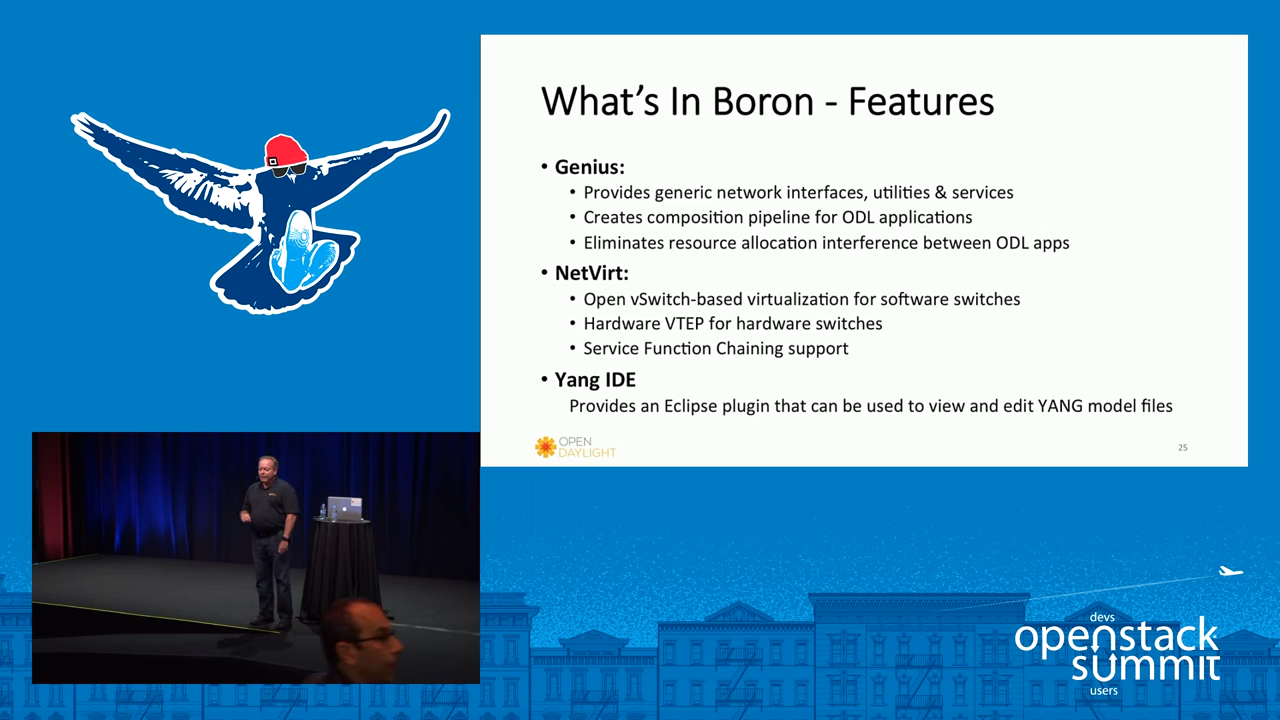 What's In Boron - Features
• Genius:
• Provides generic network interfaces, utilities & services
• Creates composition pipeline for ODL applications
• Eliminates resource allocation interference between ODL apps
• NetVirt:
• Open vSwitch-based virtualization for software switches
• Hardware VTEP for hardware switches
• Service Function Chaining support
• Yang IDE
Provides an Eclipse plugin that can be used to view and edit YANG model files
OPEN
DAYLIGHT
25
devs
openstack
summit
users